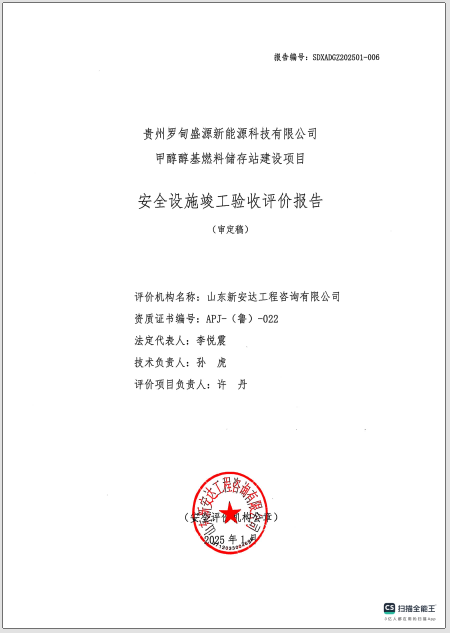 报告编号：SDXADGZ202501-006
贵州罗甸盛源新能源科技有限公司
甲醇醇基燃料储存站建设项目
安全设施竣工验收评价报告
（审定稿）
评价机构名称：山东新安达工程咨询有限公司
资质证书编号：APJ-（鲁）-022
法定代表人：李悦震
技术负责人：孙 虎
评价项目负责人：许 丹
山东新安达工程咨询有限公司
（安全评价机构公章）
2025 年 1 月
CS 扫描全能王
3亿人都在用的扫描App